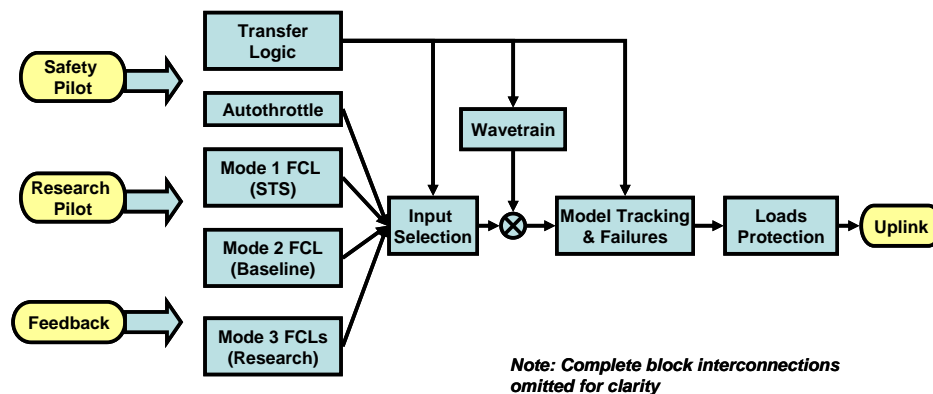 Transfer
Logic
Safety
Pilot
Autothrottle
Wavetrain
Mode 1 FCL
(STS)
Research
Pilot
Input
Selection
Model Tracking
& Failures
Loads
Protection
Uplink
Mode 2 FCL
(Baseline)
Feedback
Mode 3 FCLs
(Research)
Note: Complete block interconnections
omitted for clarity